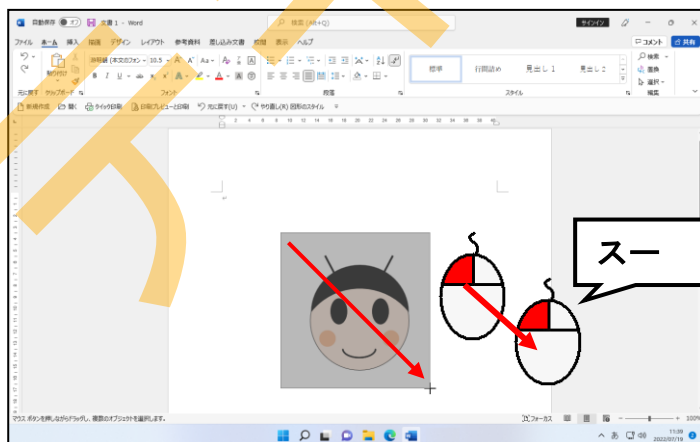 自動保存 オフ 文書 1 - Word 検索 (Alt+Q) サインイン
ファイル ホーム 挿入 描画 デザイン レイアウト 参考資料 差し込み文書 校閲 表示 ヘルプ コメント 共有
貼り付け 游明朝 (本文のフォン 10.5 標準 行間詰め 見出し 1 見出し 2 検索 置換 選択
元に戻す クリップボード フォント 段落 スタイル 編集
新規作成 開く クイック印刷 印刷プレビューと印刷 元に戻す(U) やり直し(R) 図形のスタイル
スー
マウス ボタンを押しながらドラッグし、複数のオブジェクトを選択します。 フォーカス 100%
11:59
2022/07/19